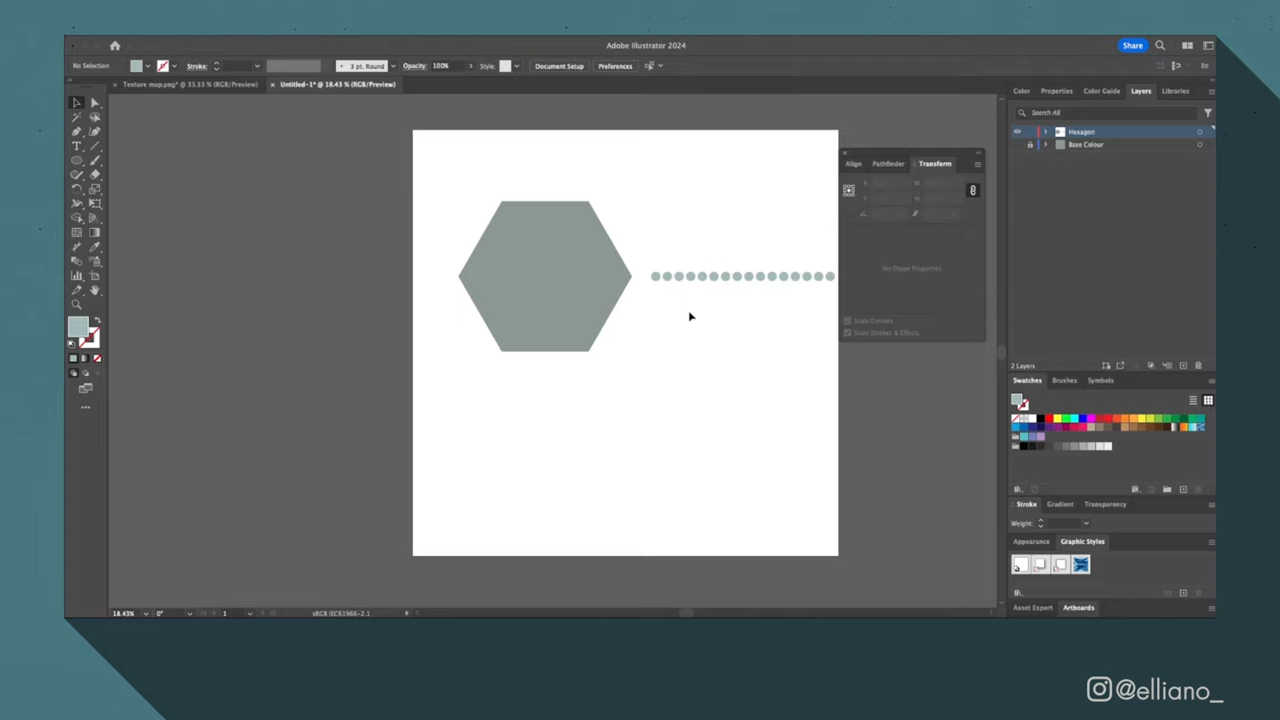 Adobe Illustrator 2024
Share
No Selection
Stroke:
3 pt. Round
Opacity: 100%
Style:
Document Setup
Preferences
Texture map.png* @ 33.33 % (RGB/Preview)
Untitled-1* @ 18.43 % (RGB/Preview)
Color
Properties
Color Guide
Layers
Libraries
Search All
Hexagon
Base Colour
Align
Pathfinder
Transform
No Shape Properties
Scale Corners
Scale Strokes & Effects
2 Layers
Swatches
Brushes
Symbols
Stroke
Gradient
Transparency
Weight:
Appearance
Graphic Styles
Asset Export
Artboards
18.43%
0°
1
sRGB IEC61966-2.1
@elliano_